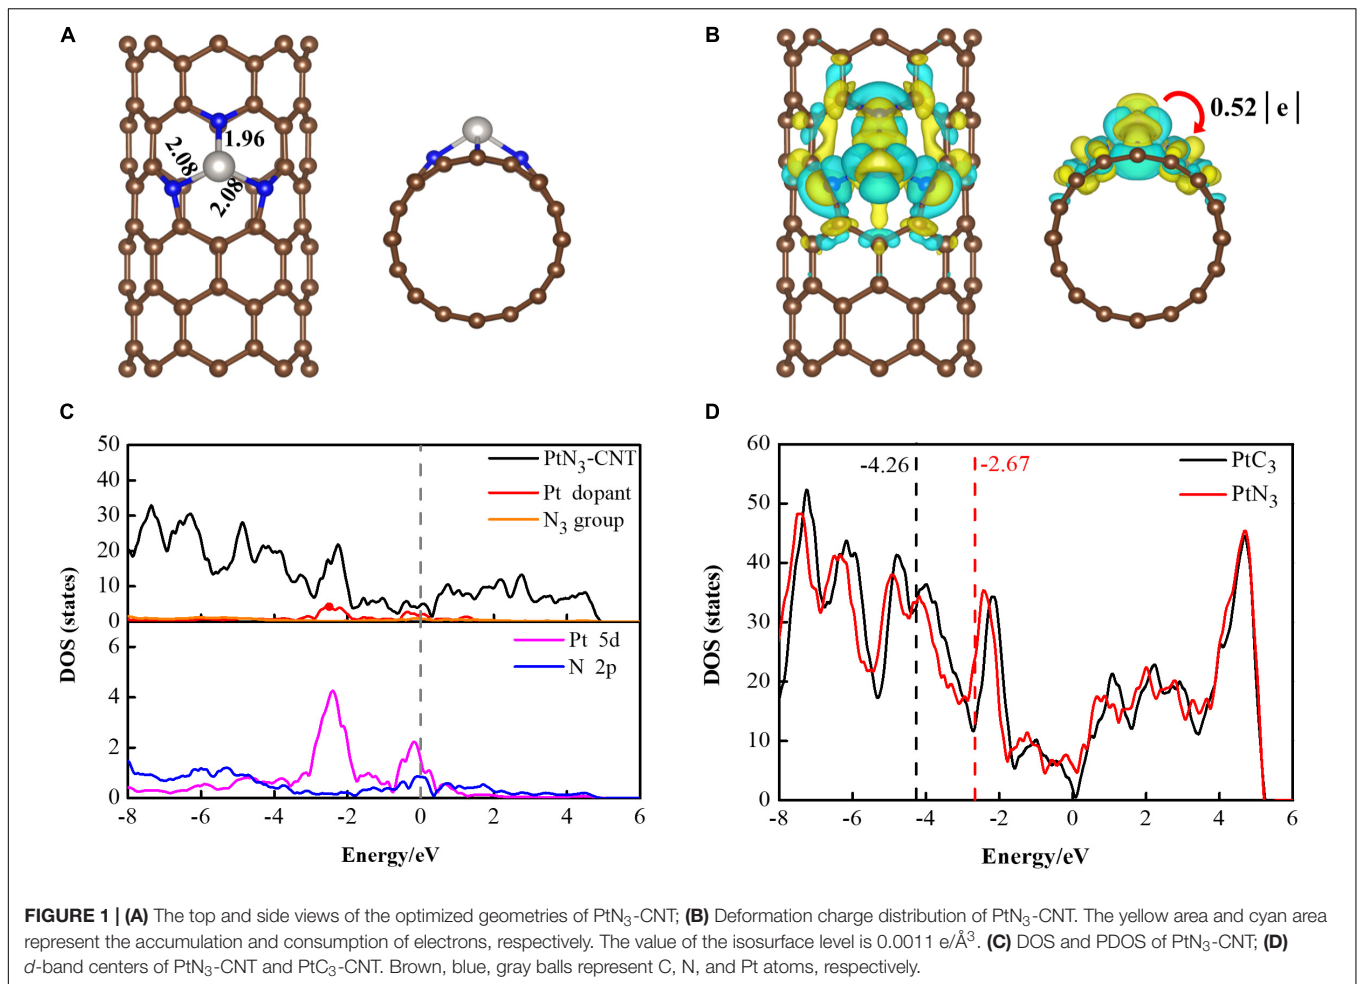 A
B
1.96
2.08
2.08
0.52 | e |
C
D
50
40
30
20
10
0
PtN₃-CNT
Pt dopant
N₃ group
6
4
2
0
Pt 5d
N 2p
DOS (states)
-8 -6 -4 -2 0 2 4 6
Energy/eV
60
50
40
30
20
10
0
-4.26
-2.67
PtC₃
PtN₃
DOS (states)
-8 -6 -4 -2 0 2 4 6
Energy/eV
FIGURE 1 | (A) The top and side views of the optimized geometries of PtN₃-CNT; (B) Deformation charge distribution of PtN₃-CNT. The yellow area and cyan area
represent the accumulation and consumption of electrons, respectively. The value of the isosurface level is 0.0011 e/Å³. (C) DOS and PDOS of PtN₃-CNT; (D)
d-band centers of PtN₃-CNT and PtC₃-CNT. Brown, blue, gray balls represent C, N, and Pt atoms, respectively.